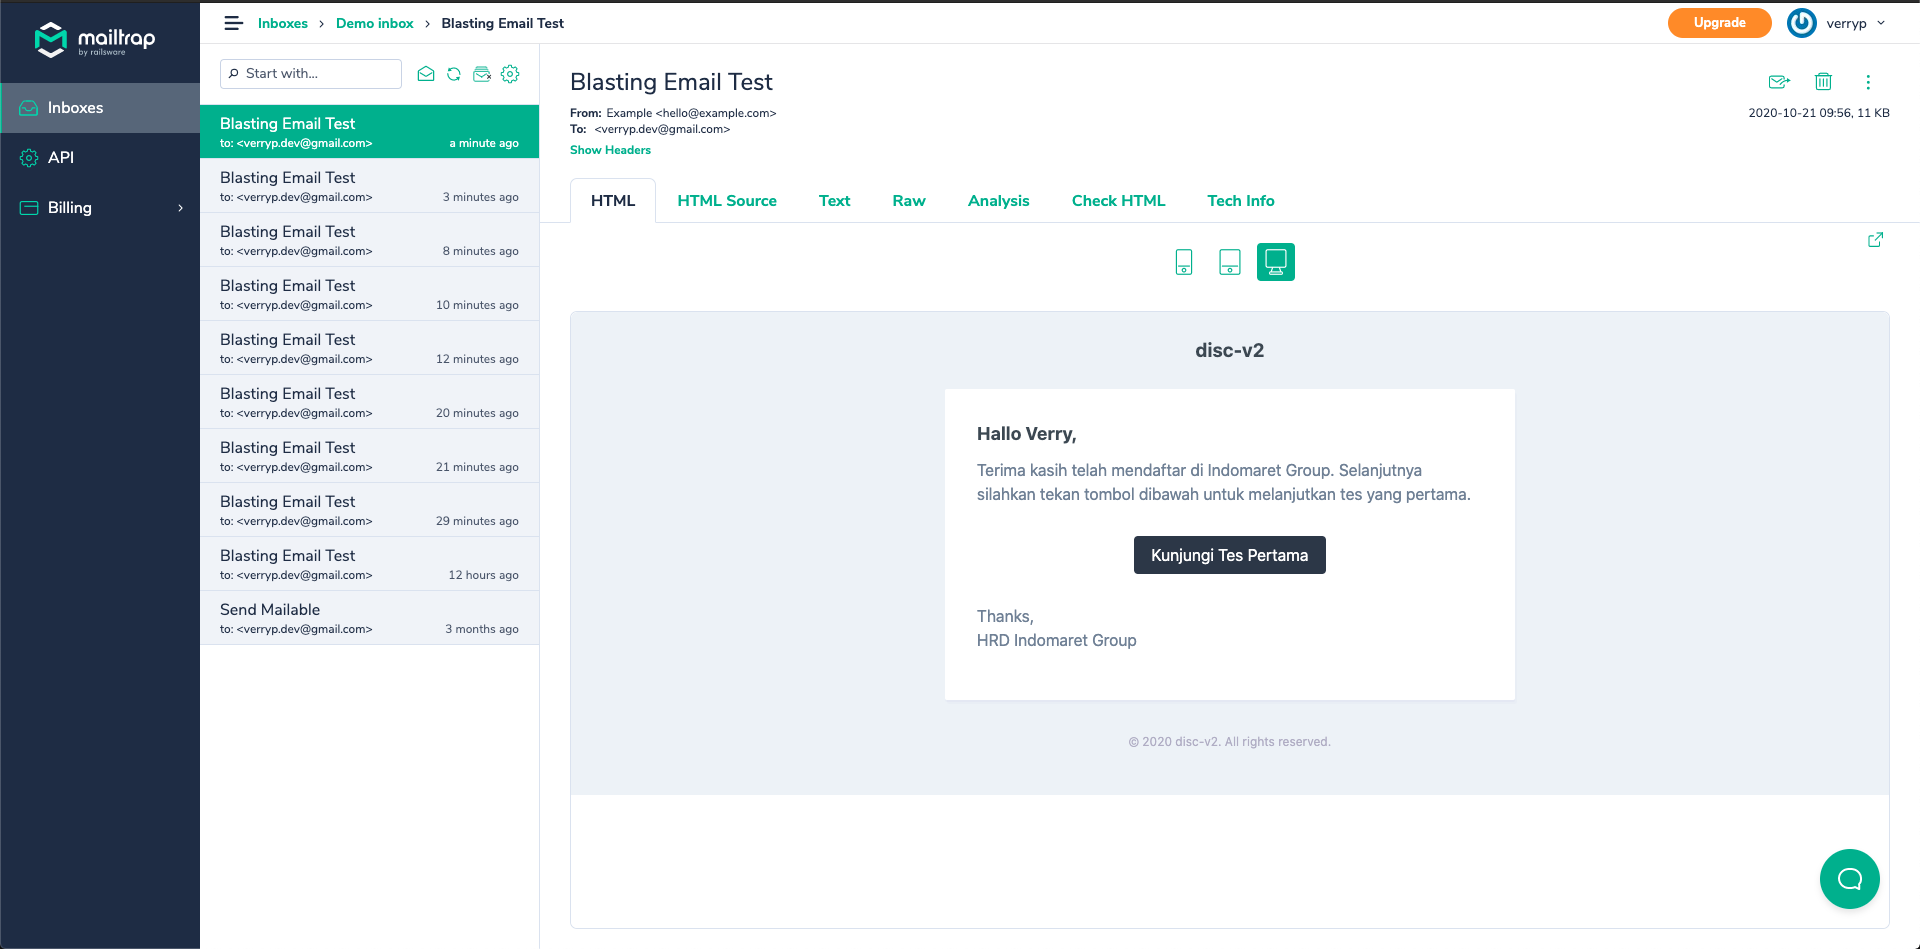 mailtrap
by railsware
Inboxes
API
Billing
Inboxes › Demo inbox › Blasting Email Test
Upgrade
verryp
Start with...
Blasting Email Test
to: <verryp.dev@gmail.com> a minute ago
Blasting Email Test
to: <verryp.dev@gmail.com> 3 minutes ago
Blasting Email Test
to: <verryp.dev@gmail.com> 8 minutes ago
Blasting Email Test
to: <verryp.dev@gmail.com> 10 minutes ago
Blasting Email Test
to: <verryp.dev@gmail.com> 12 minutes ago
Blasting Email Test
to: <verryp.dev@gmail.com> 20 minutes ago
Blasting Email Test
to: <verryp.dev@gmail.com> 21 minutes ago
Blasting Email Test
to: <verryp.dev@gmail.com> 29 minutes ago
Blasting Email Test
to: <verryp.dev@gmail.com> 12 hours ago
Send Mailable
to: <verryp.dev@gmail.com> 3 months ago
Blasting Email Test
From: Example <hello@example.com>
To: <verryp.dev@gmail.com>
Show Headers
2020-10-21 09:56, 11 KB
HTML HTML Source Text Raw Analysis Check HTML Tech Info
disc-v2
Hallo Verry,
Terima kasih telah mendaftar di Indomaret Group. Selanjutnya
silahkan tekan tombol dibawah untuk melanjutkan tes yang pertama.
Kunjungi Tes Pertama
Thanks,
HRD Indomaret Group
© 2020 disc-v2. All rights reserved.